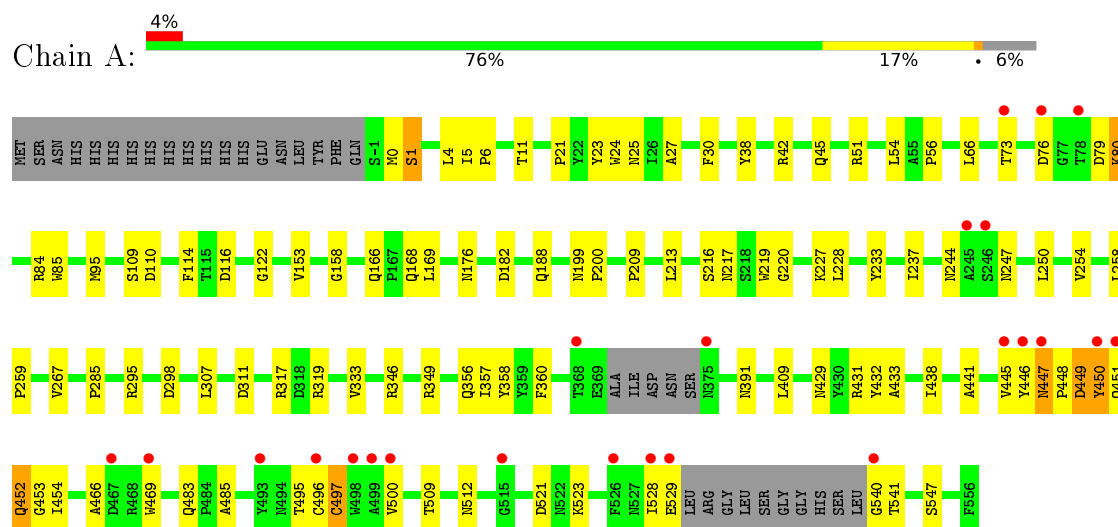 4%
Chain A:
76% 17% • 6%
MET SER ASN HIS HIS HIS HIS HIS HIS HIS HIS HIS HIS GLU ASN LEU TYR PHE GLN S-1 M0 S1 L4 I5 P6 T11 P21 Y22 Y23 W24 N25 I26 A27 F30 Y38 R42 Q45 R51 L54 A55 P56 L66 T73 D76 G77 T78 D79 K80
R84 W85 M95 S109 D110 F114 T115 D116 G122 V153 G158 Q166 P167 Q168 L169 N176 D182 Q188 N199 P200 P209 L213 S216 N217 S218 W219 G220 K227 L228 Y233 I237 N244 A245 S246 N247 L250 V254
P259 V267 P285 R295 D298 L307 D311 R317 D318 R319 V333 R346 R349 Q356 I357 Y358 Y359 F360 T368 E369 ALA ILE ASP ASN SER N375 N391 L409 N429 Y430 R431 Y432 A433 I438 A441 V445 Y446 N447 P448 D449 Y450
Q452 G453 I454 A466 D467 R468 W469 Q483 P484 A485 Y493 N494 T495 C496 C497 W498 A499 V500 T509 N512 G515 D521 N522 K523 F526 N527 I528 E529 LEU ARG GLY LEU LEU SER GLY GLY HIS SER LEU G540 T541 S547 F556